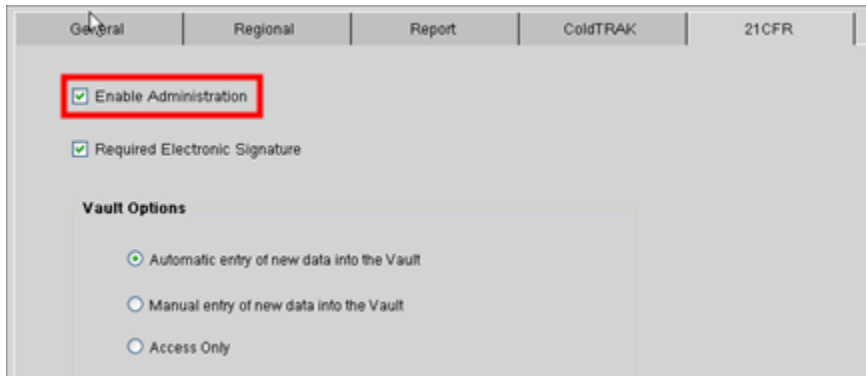 General Regional Report ColdTRAK 21CFR
Enable Administration
Required Electronic Signature
Vault Options
Automatic entry of new data into the Vault
Manual entry of new data into the Vault
Access Only